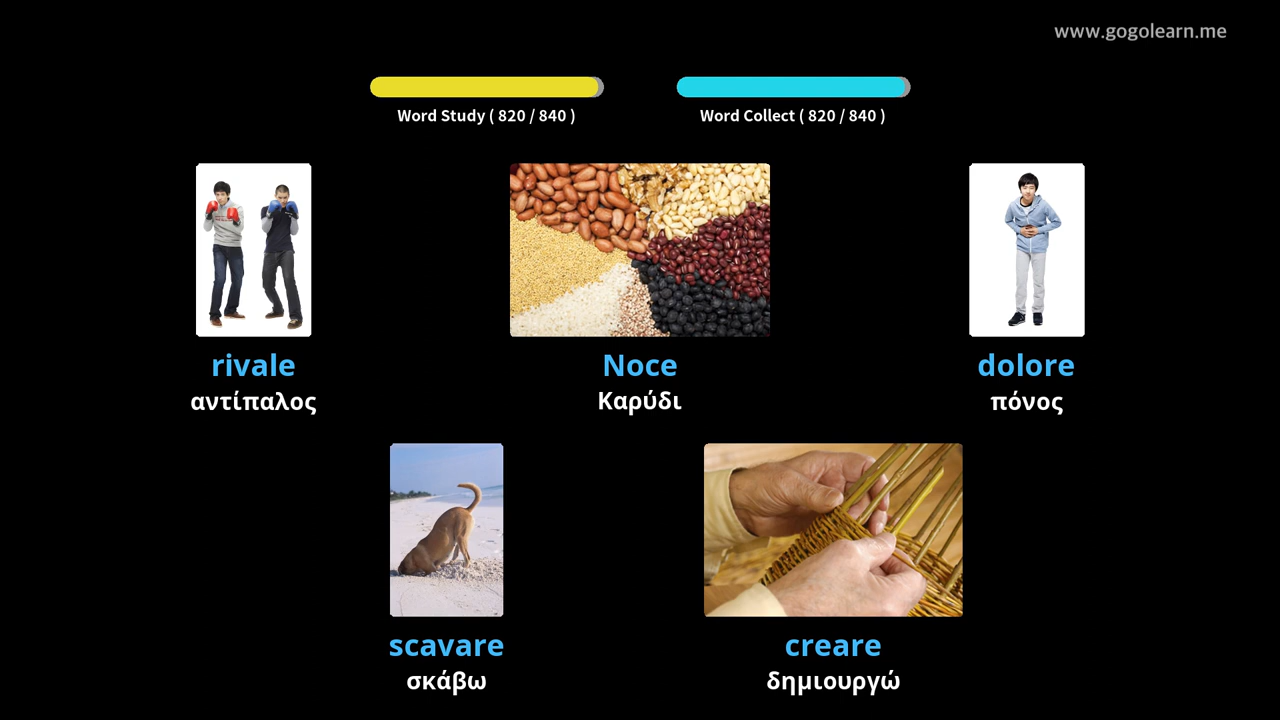 www.gogolearn.me
Word Study ( 820 / 840 )
Word Collect ( 820 / 840 )
rivale
αντίπαλος
Noce
Καρύδι
dolore
πόνος
scavare
σκάβω
creare
δημιουργώ